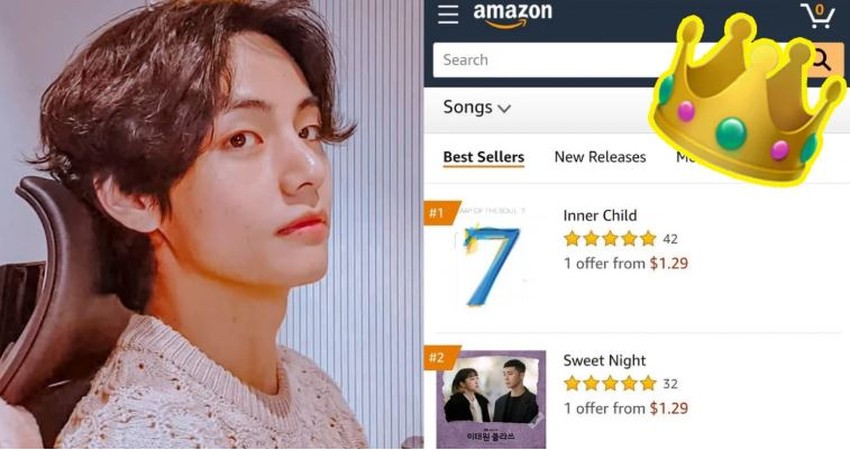 amazon
0
Search
Songs
Best Sellers
New Releases
#1
MAP OF THE SOUL 7
7
Inner Child
42
1 offer from $1.29
#2
Sweet Night
32
1 offer from $1.29
이태원 클라쓰